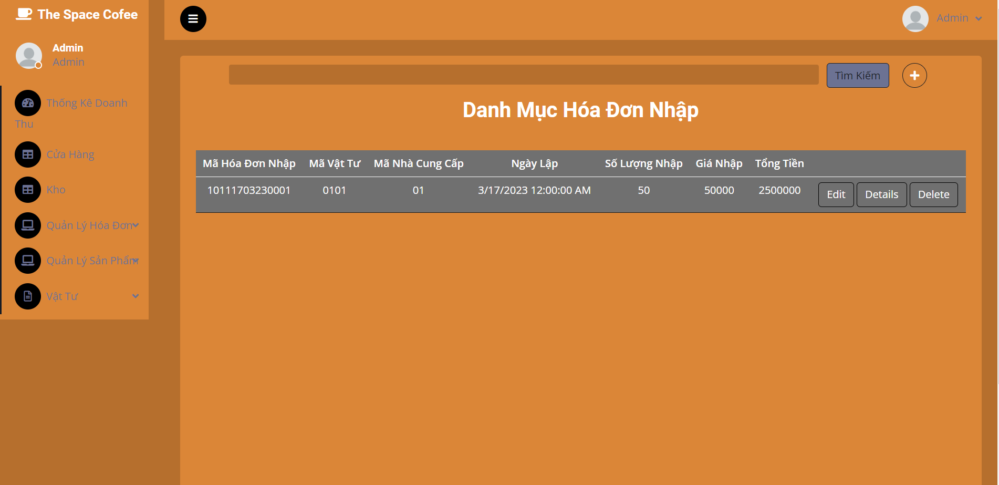 The Space Cofee
Admin
Admin
Admin
Thống Kê Doanh
Thu
Cửa Hàng
Kho
Quản Lý Hóa Đơn
Quản Lý Sản Phẩm
Vật Tư
Tìm Kiếm
Danh Mục Hóa Đơn Nhập
Mã Hóa Đơn Nhập Mã Vật Tư Mã Nhà Cung Cấp Ngày Lập Số Lượng Nhập Giá Nhập Tổng Tiền
10111703230001 0101 01 3/17/2023 12:00:00 AM 50 50000 2500000 Edit Details Delete